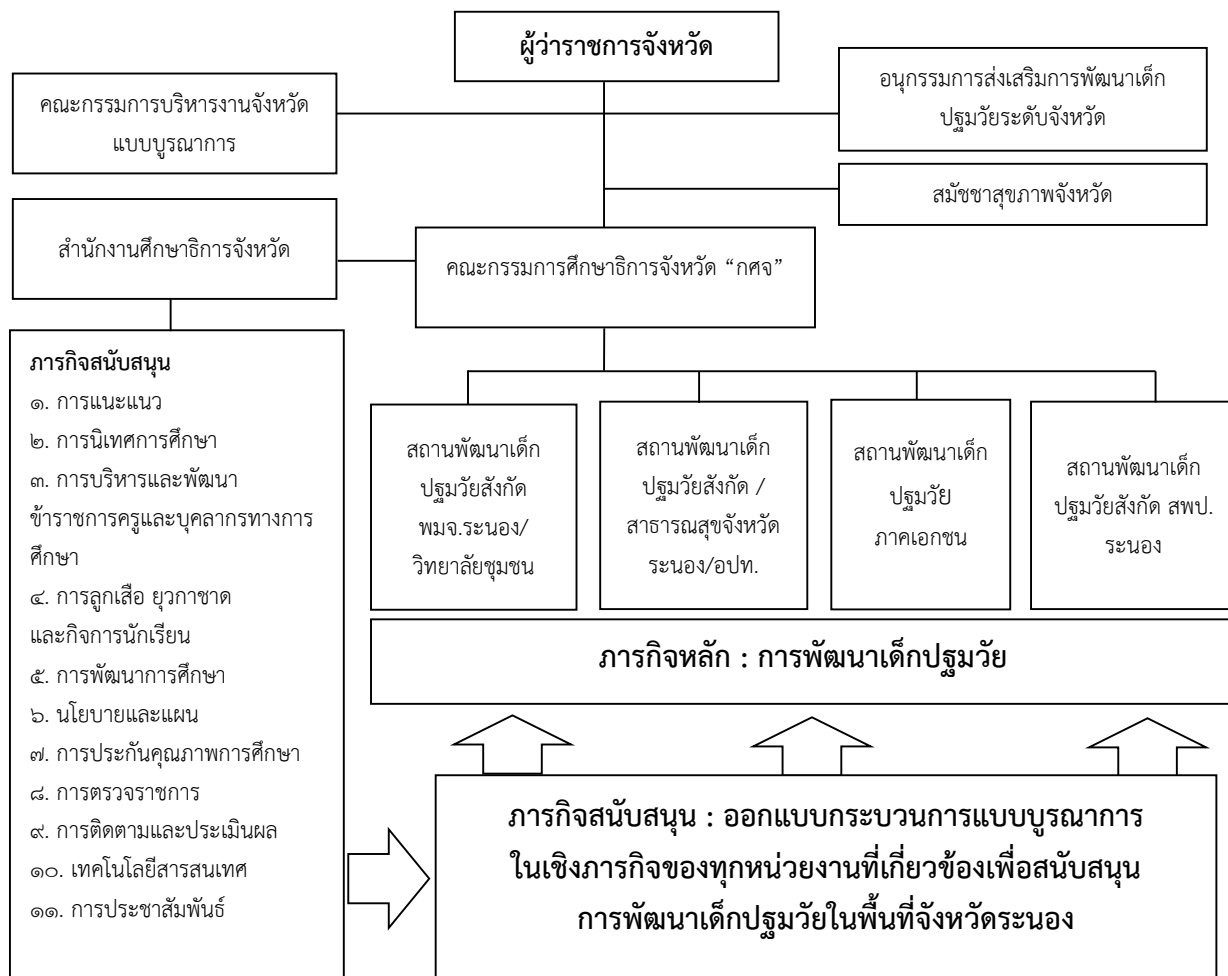 ผู้ว่าราชการจังหวัด
คณะกรรมการบริหารงานจังหวัด
แบบบูรณาการ
อนุกรรมการส่งเสริมการพัฒนาเด็ก
ปฐมวัยระดับจังหวัด
สมัชชาสุขภาพจังหวัด
สำนักงานศึกษาธิการจังหวัด
คณะกรรมการศึกษาธิการจังหวัด “กศจ”
ภารกิจสนับสนุน
๑. การแนะแนว
๒. การนิเทศการศึกษา
๓. การบริหารและพัฒนา
ข้าราชการครูและบุคลากรทางการ
ศึกษา
๔. การลูกเสือ ยุวกาชาด
และกิจการนักเรียน
๕. การพัฒนาการศึกษา
๖. นโยบายและแผน
๗. การประกันคุณภาพการศึกษา
๘. การตรวจราชการ
๙. การติดตามและประเมินผล
๑๐. เทคโนโลยีสารสนเทศ
๑๑. การประชาสัมพันธ์
สถานพัฒนาเด็ก
ปฐมวัยสังกัด
พมจ.ระนอง/
วิทยาลัยชุมชน
สถานพัฒนาเด็ก
ปฐมวัยสังกัด /
สาธารณสุขจังหวัด
ระนอง/อปท.
สถานพัฒนาเด็ก
ปฐมวัย
ภาคเอกชน
สถานพัฒนาเด็ก
ปฐมวัยสังกัด สพป.
ระนอง
ภารกิจหลัก : การพัฒนาเด็กปฐมวัย
ภารกิจสนับสนุน : ออกแบบกระบวนการแบบบูรณาการ
ในเชิงภารกิจของทุกหน่วยงานที่เกี่ยวข้องเพื่อสนับสนุน
การพัฒนาเด็กปฐมวัยในพื้นที่จังหวัดระนอง